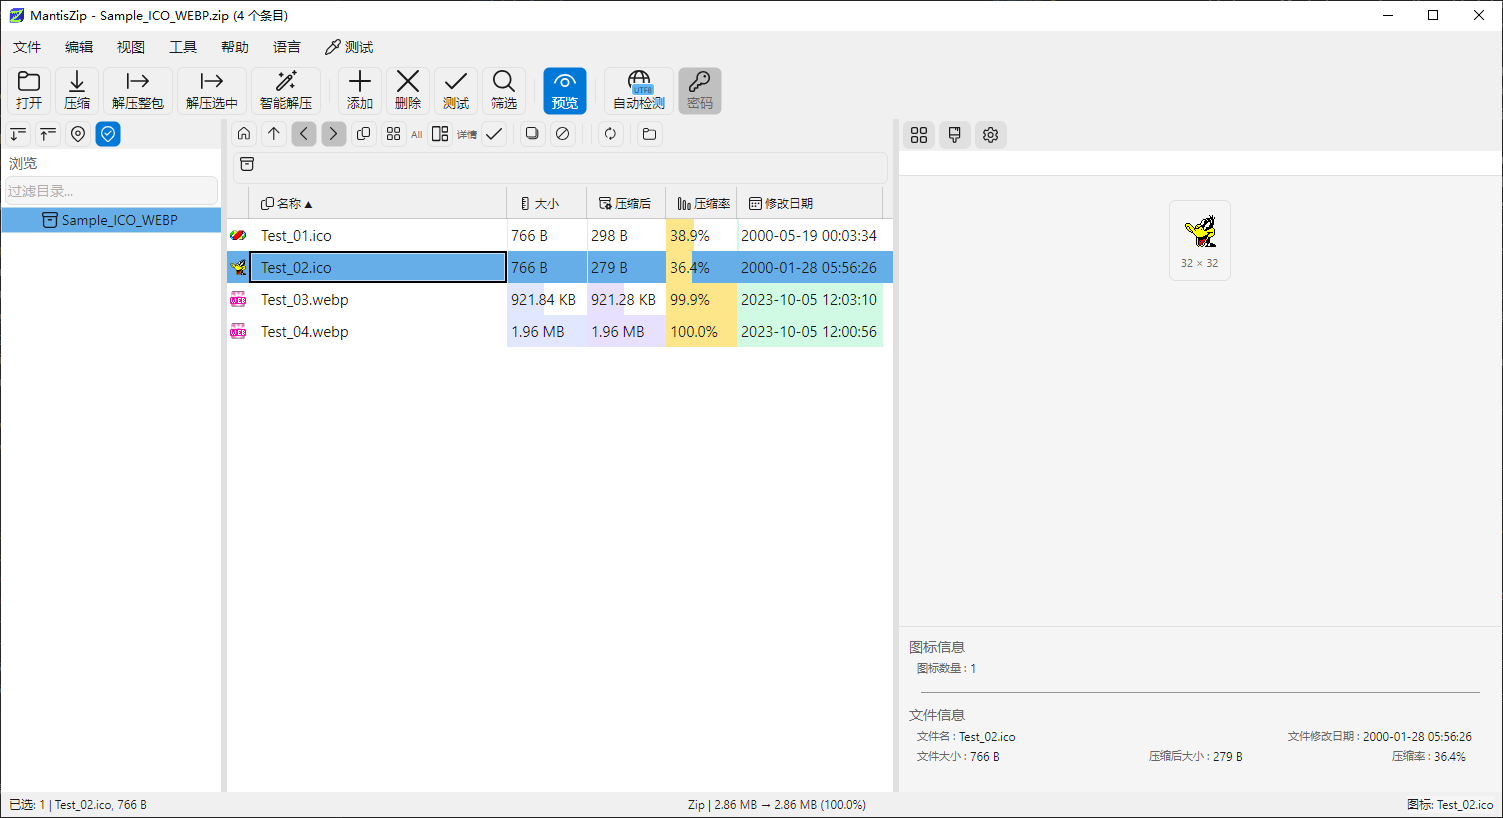 MantisZip - Sample_ICO_WEBP.zip (4 个条目)
文件 编辑 视图 工具 帮助 语言 测试
打开 压缩 解压整包 解压选中 智能解压 添加 删除 测试 筛选 预览 UTF8 自动检测 密码
All 详情
浏览
过滤目录...
Sample_ICO_WEBP
名称 ▲ 大小 压缩后 压缩率 修改日期
Test_01.ico 766 B 298 B 38.9% 2000-05-19 00:03:34
Test_02.ico 766 B 279 B 36.4% 2000-01-28 05:56:26
WEB Test_03.webp 921.84 KB 921.28 KB 99.9% 2023-10-05 12:03:10
WEB Test_04.webp 1.96 MB 1.96 MB 100.0% 2023-10-05 12:00:56
32 × 32
图标信息
图标数量 : 1
文件信息
文件名 : Test_02.ico 文件修改日期 : 2000-01-28 05:56:26
文件大小 : 766 B 压缩后大小 : 279 B 压缩率 : 36.4%
已选: 1 | Test_02.ico, 766 B Zip | 2.86 MB → 2.86 MB (100.0%) 图标: Test_02.ico